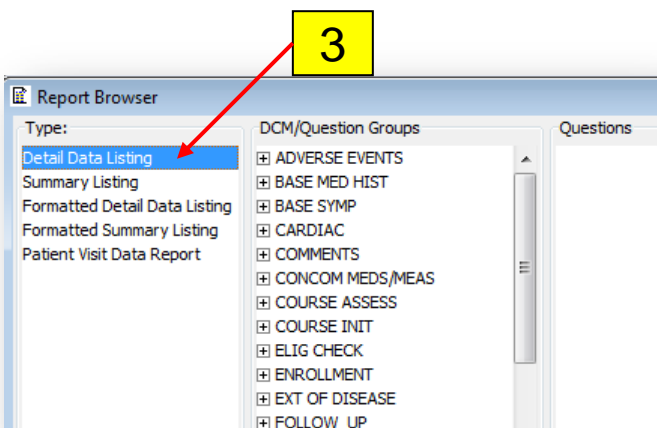 3
Report Browser
Type:
Detail Data Listing
Summary Listing
Formatted Detail Data Listing
Formatted Summary Listing
Patient Visit Data Report
DCM/Question Groups
ADVERSE EVENTS
BASE MED HIST
BASE SYMP
CARDIAC
COMMENTS
CONCOM MEDS/MEAS
COURSE ASSESS
COURSE INIT
ELIG CHECK
ENROLLMENT
EXT OF DISEASE
FOLLOW UP
Questions